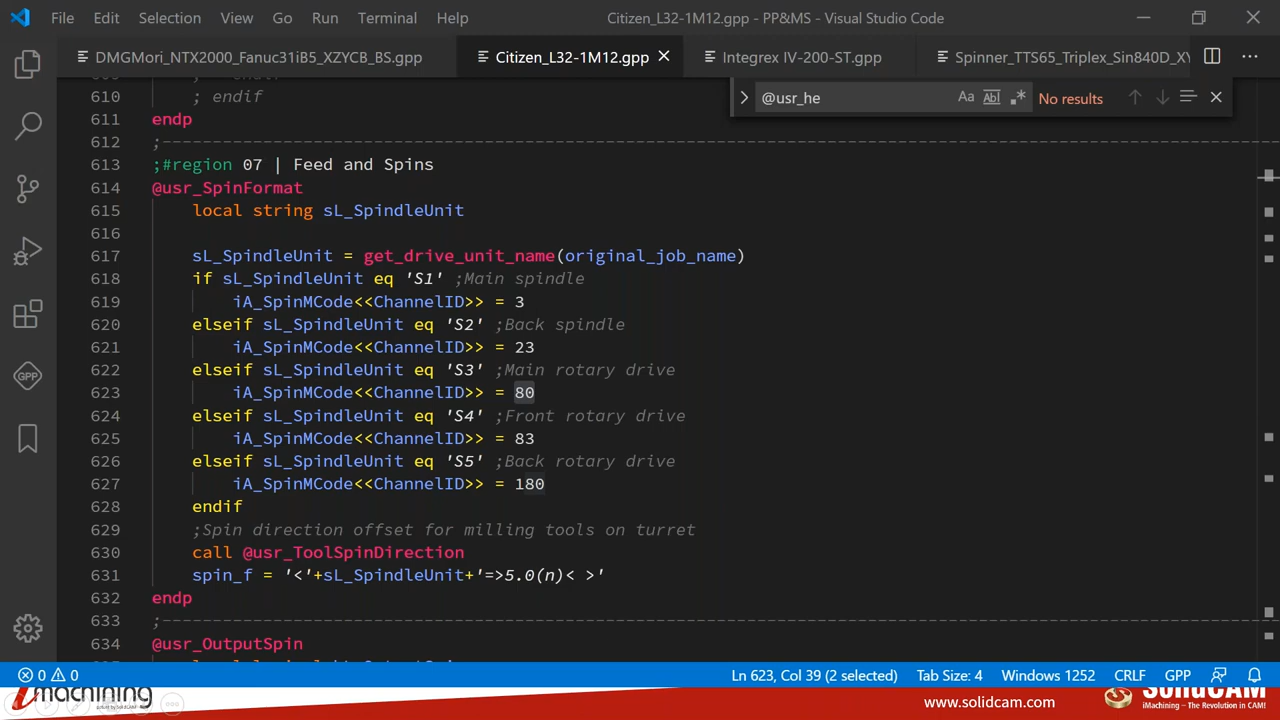 File Edit Selection View Go Run Terminal Help Citizen_L32-1M12.gpp - PP&MS - Visual Studio Code
DMGMori_NTX2000_Fanuc31iB5_XZYCB_BS.gpp Citizen_L32-1M12.gpp Integrex IV-200-ST.gpp Spinner_TTS65_Triplex_Sin840D_XY
@usr_he Aa Abl .* No results
610 ; endif
611 endp
612 ;-----------------------------------------------------------------------
613 ;#region 07 | Feed and Spins
614 @usr_SpinFormat
615 local string sL_SpindleUnit
616
617 sL_SpindleUnit = get_drive_unit_name(original_job_name)
618 if sL_SpindleUnit eq 'S1' ;Main spindle
619 iA_SpinMCode<<ChannelID>> = 3
620 elseif sL_SpindleUnit eq 'S2' ;Back spindle
621 iA_SpinMCode<<ChannelID>> = 23
622 elseif sL_SpindleUnit eq 'S3' ;Main rotary drive
623 iA_SpinMCode<<ChannelID>> = 80
624 elseif sL_SpindleUnit eq 'S4' ;Front rotary drive
625 iA_SpinMCode<<ChannelID>> = 83
626 elseif sL_SpindleUnit eq 'S5' ;Back rotary drive
627 iA_SpinMCode<<ChannelID>> = 180
628 endif
629 ;Spin direction offset for milling tools on turret
630 call @usr_ToolSpinDirection
631 spin_f = '<'+sL_SpindleUnit+'=>5.0(n)< >'
632 endp
633 ;-----------------------------------------------------------------------
634 @usr_OutputSpin
GPP
0 0 Ln 623, Col 39 (2 selected) Tab Size: 4 Windows 1252 CRLF GPP
iMachining www.solidcam.com SolidCAM
iMachining – The Revolution in CAM!